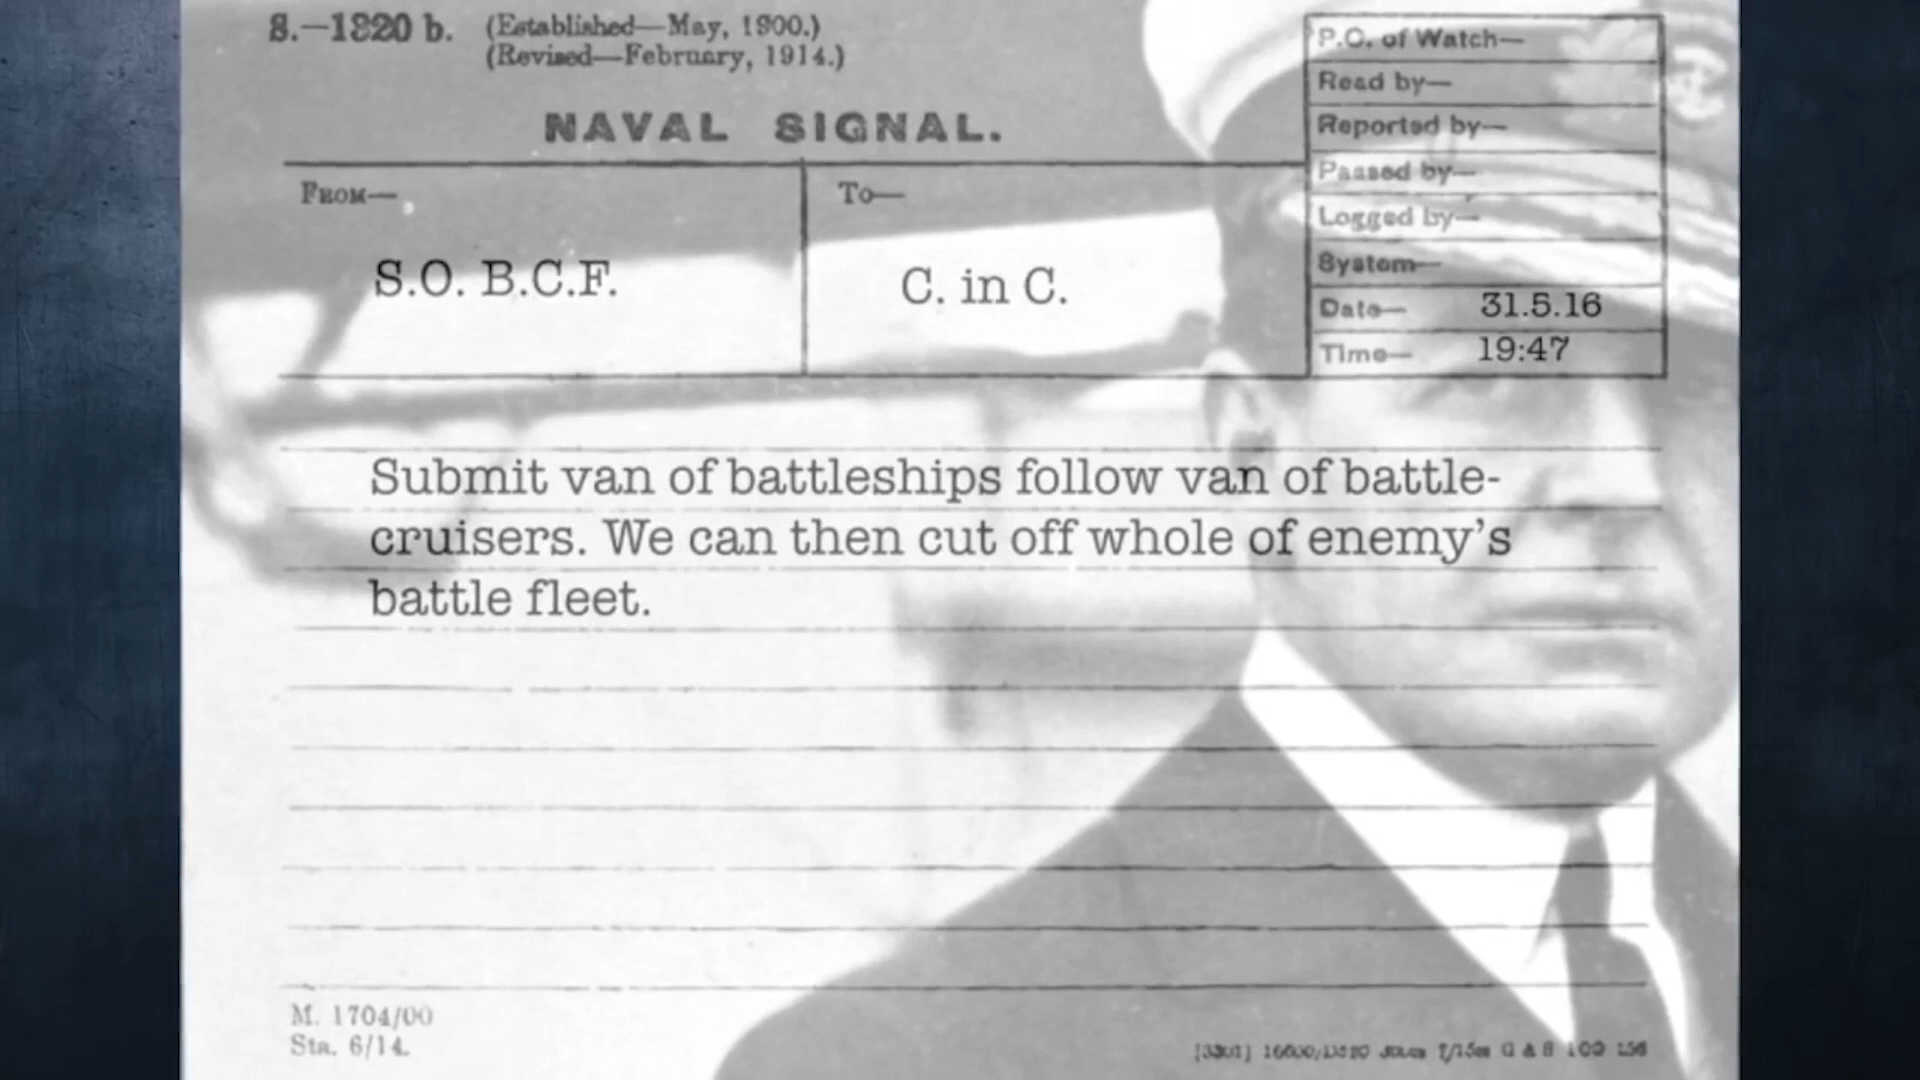 S.—1320 b. (Established—May, 1900.)
(Revised—February, 1914.)
NAVAL SIGNAL.
P.O. of Watch—
Read by—
Reported by—
Passed by—
Logged by—
System—
Date— 31.5.16
Time— 19:47
FROM—
S.O. B.C.F.
To—
C. in C.
Submit van of battleships follow van of battle-
cruisers. We can then cut off whole of enemy’s
battle fleet.
M. 1704/00
Sta. 6/14.
G & S